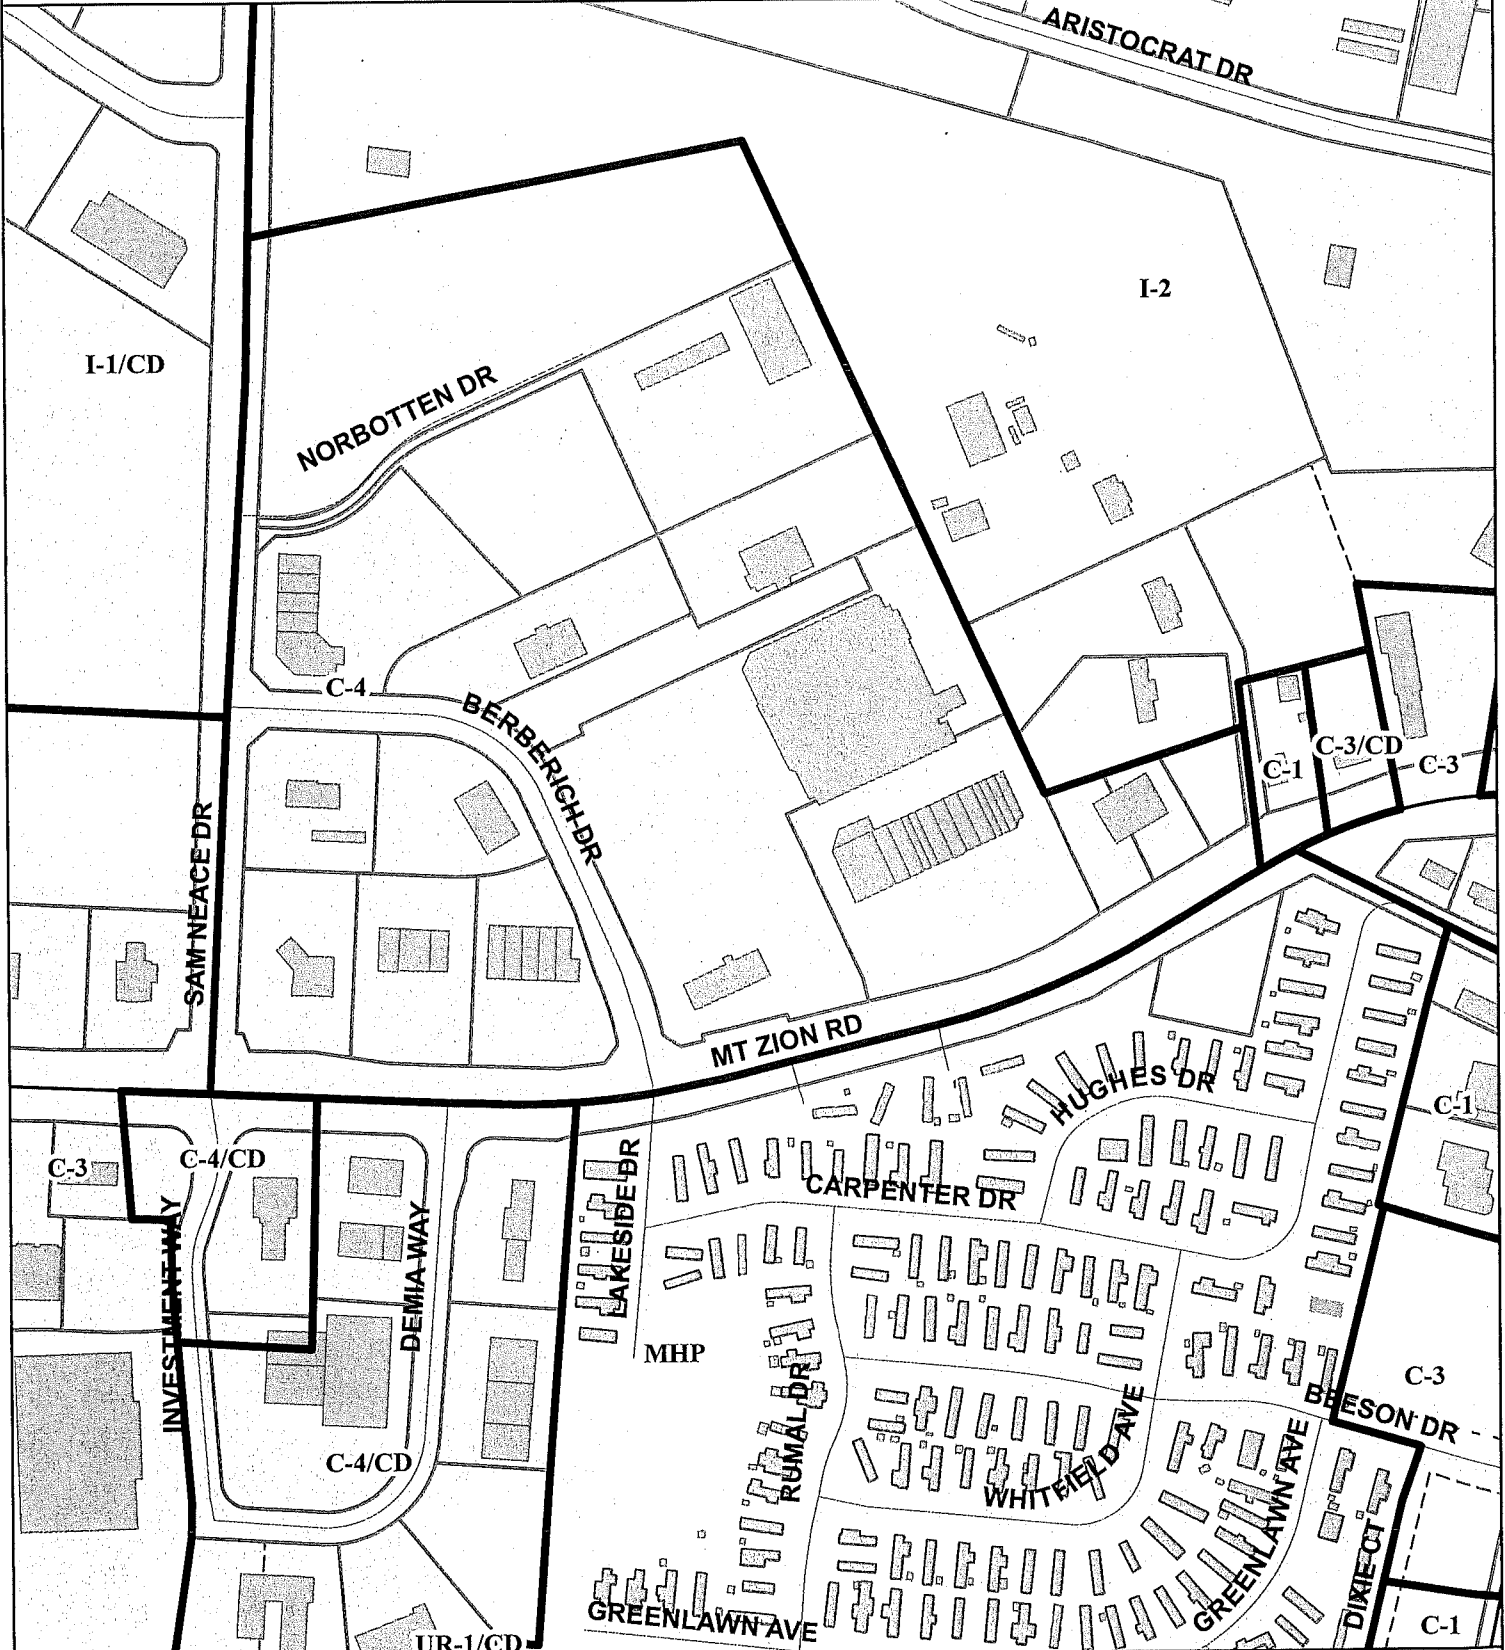 ARISTOCRAT DR
I-2
I-1/CD
NORBOTTEN DR
C-4
BERBERICH DR
C-3/CD
C-1
C-3
SAM NEACE DR
MT ZION RD
HUGHES DR
C-1
C-3
C-4/CD
CARPENTER DR
INVESTMENT WAY
DEMIA WAY
LAKESIDE DR
MHP
C-3
RUMAL DR
BEESON DR
WHITFIELD AVE
GREENLAWN AVE
C-4/CD
DIXIE CT
GREENLAWN AVE
C-1
UR-1/CD